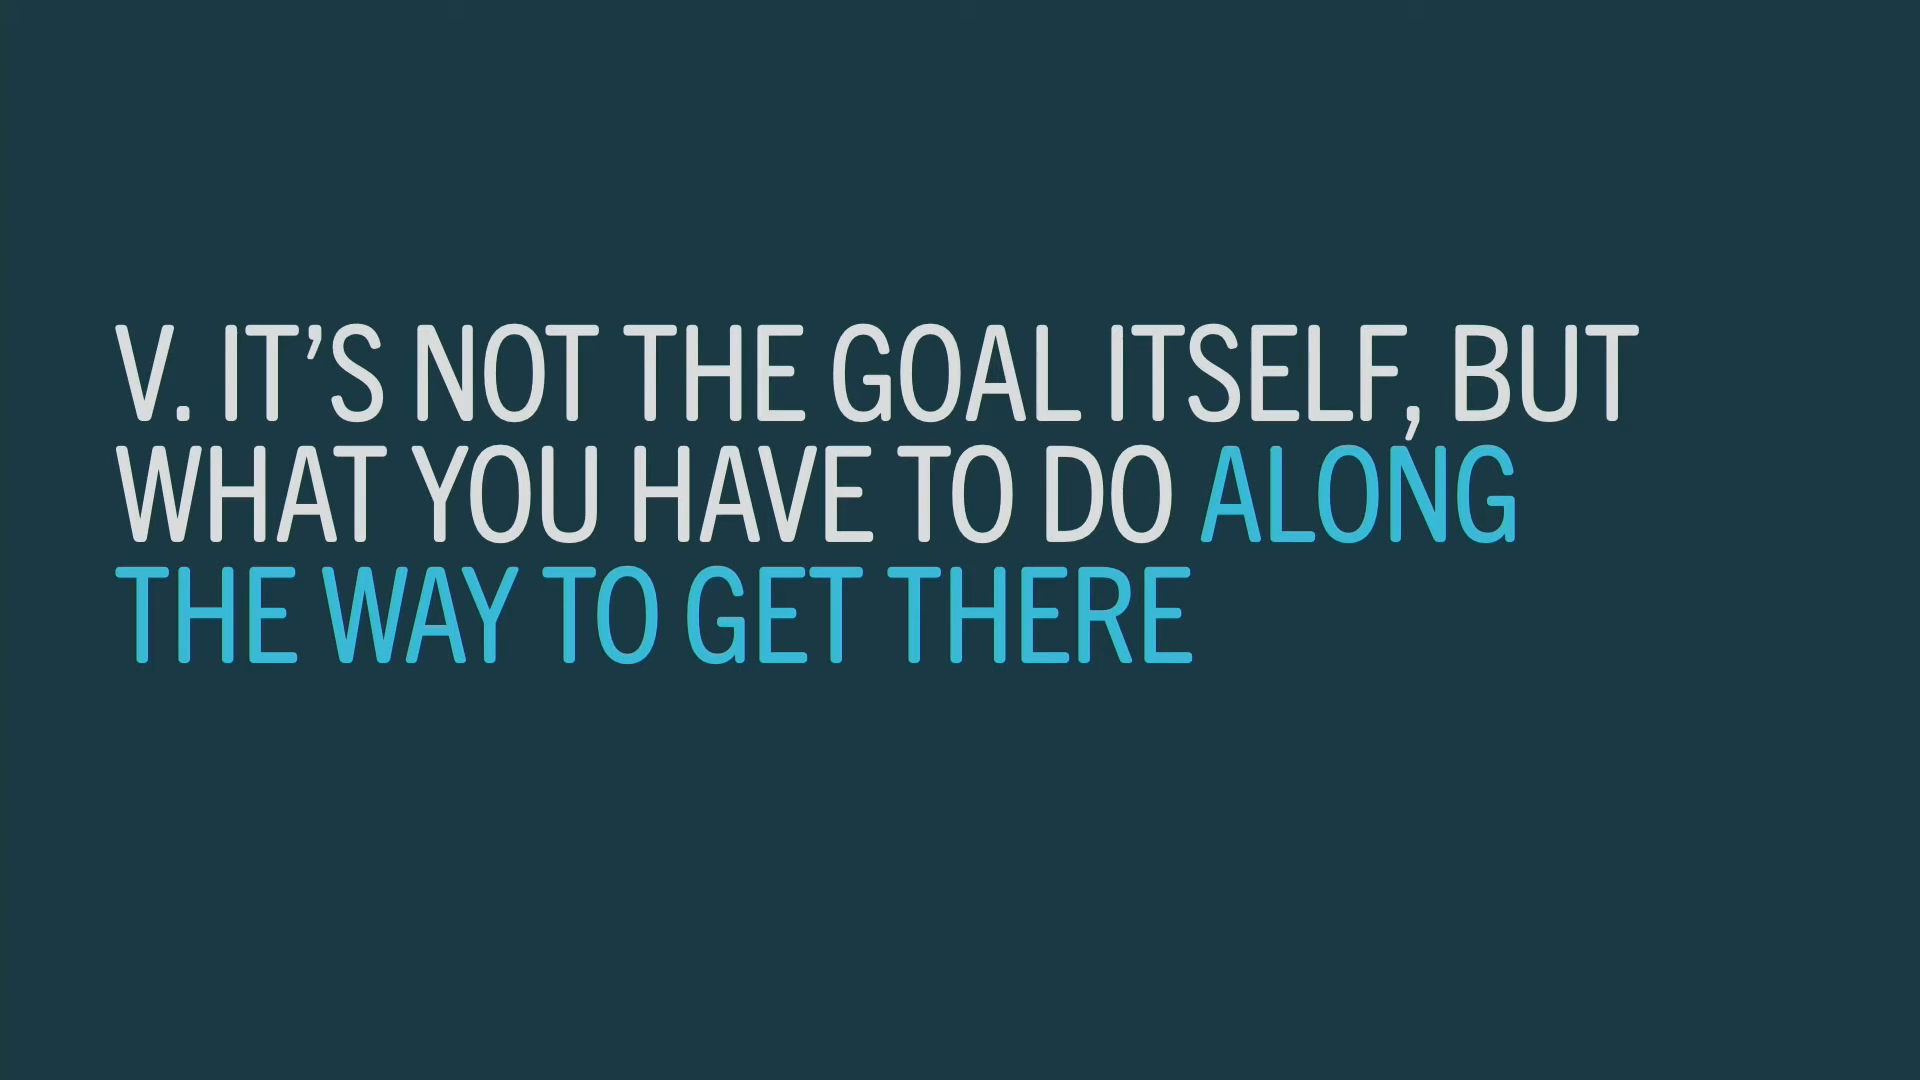 V. IT’S NOT THE GOAL ITSELF, BUT
WHAT YOU HAVE TO DO ALONG
THE WAY TO GET THERE